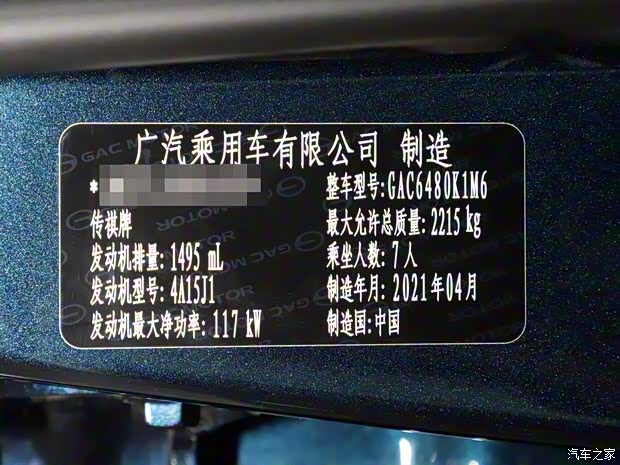 广汽乘用车有限公司 制造
*
整车型号:GAC6480K1M6
传祺牌
最大允许总质量: 2215 kg
发动机排量: 1495 mL
乘坐人数: 7 人
发动机型号: 4A15J1
制造年月: 2021年04月
发动机最大净功率: 117 kW
制造国:中国
GAC MOTOR
汽车之家